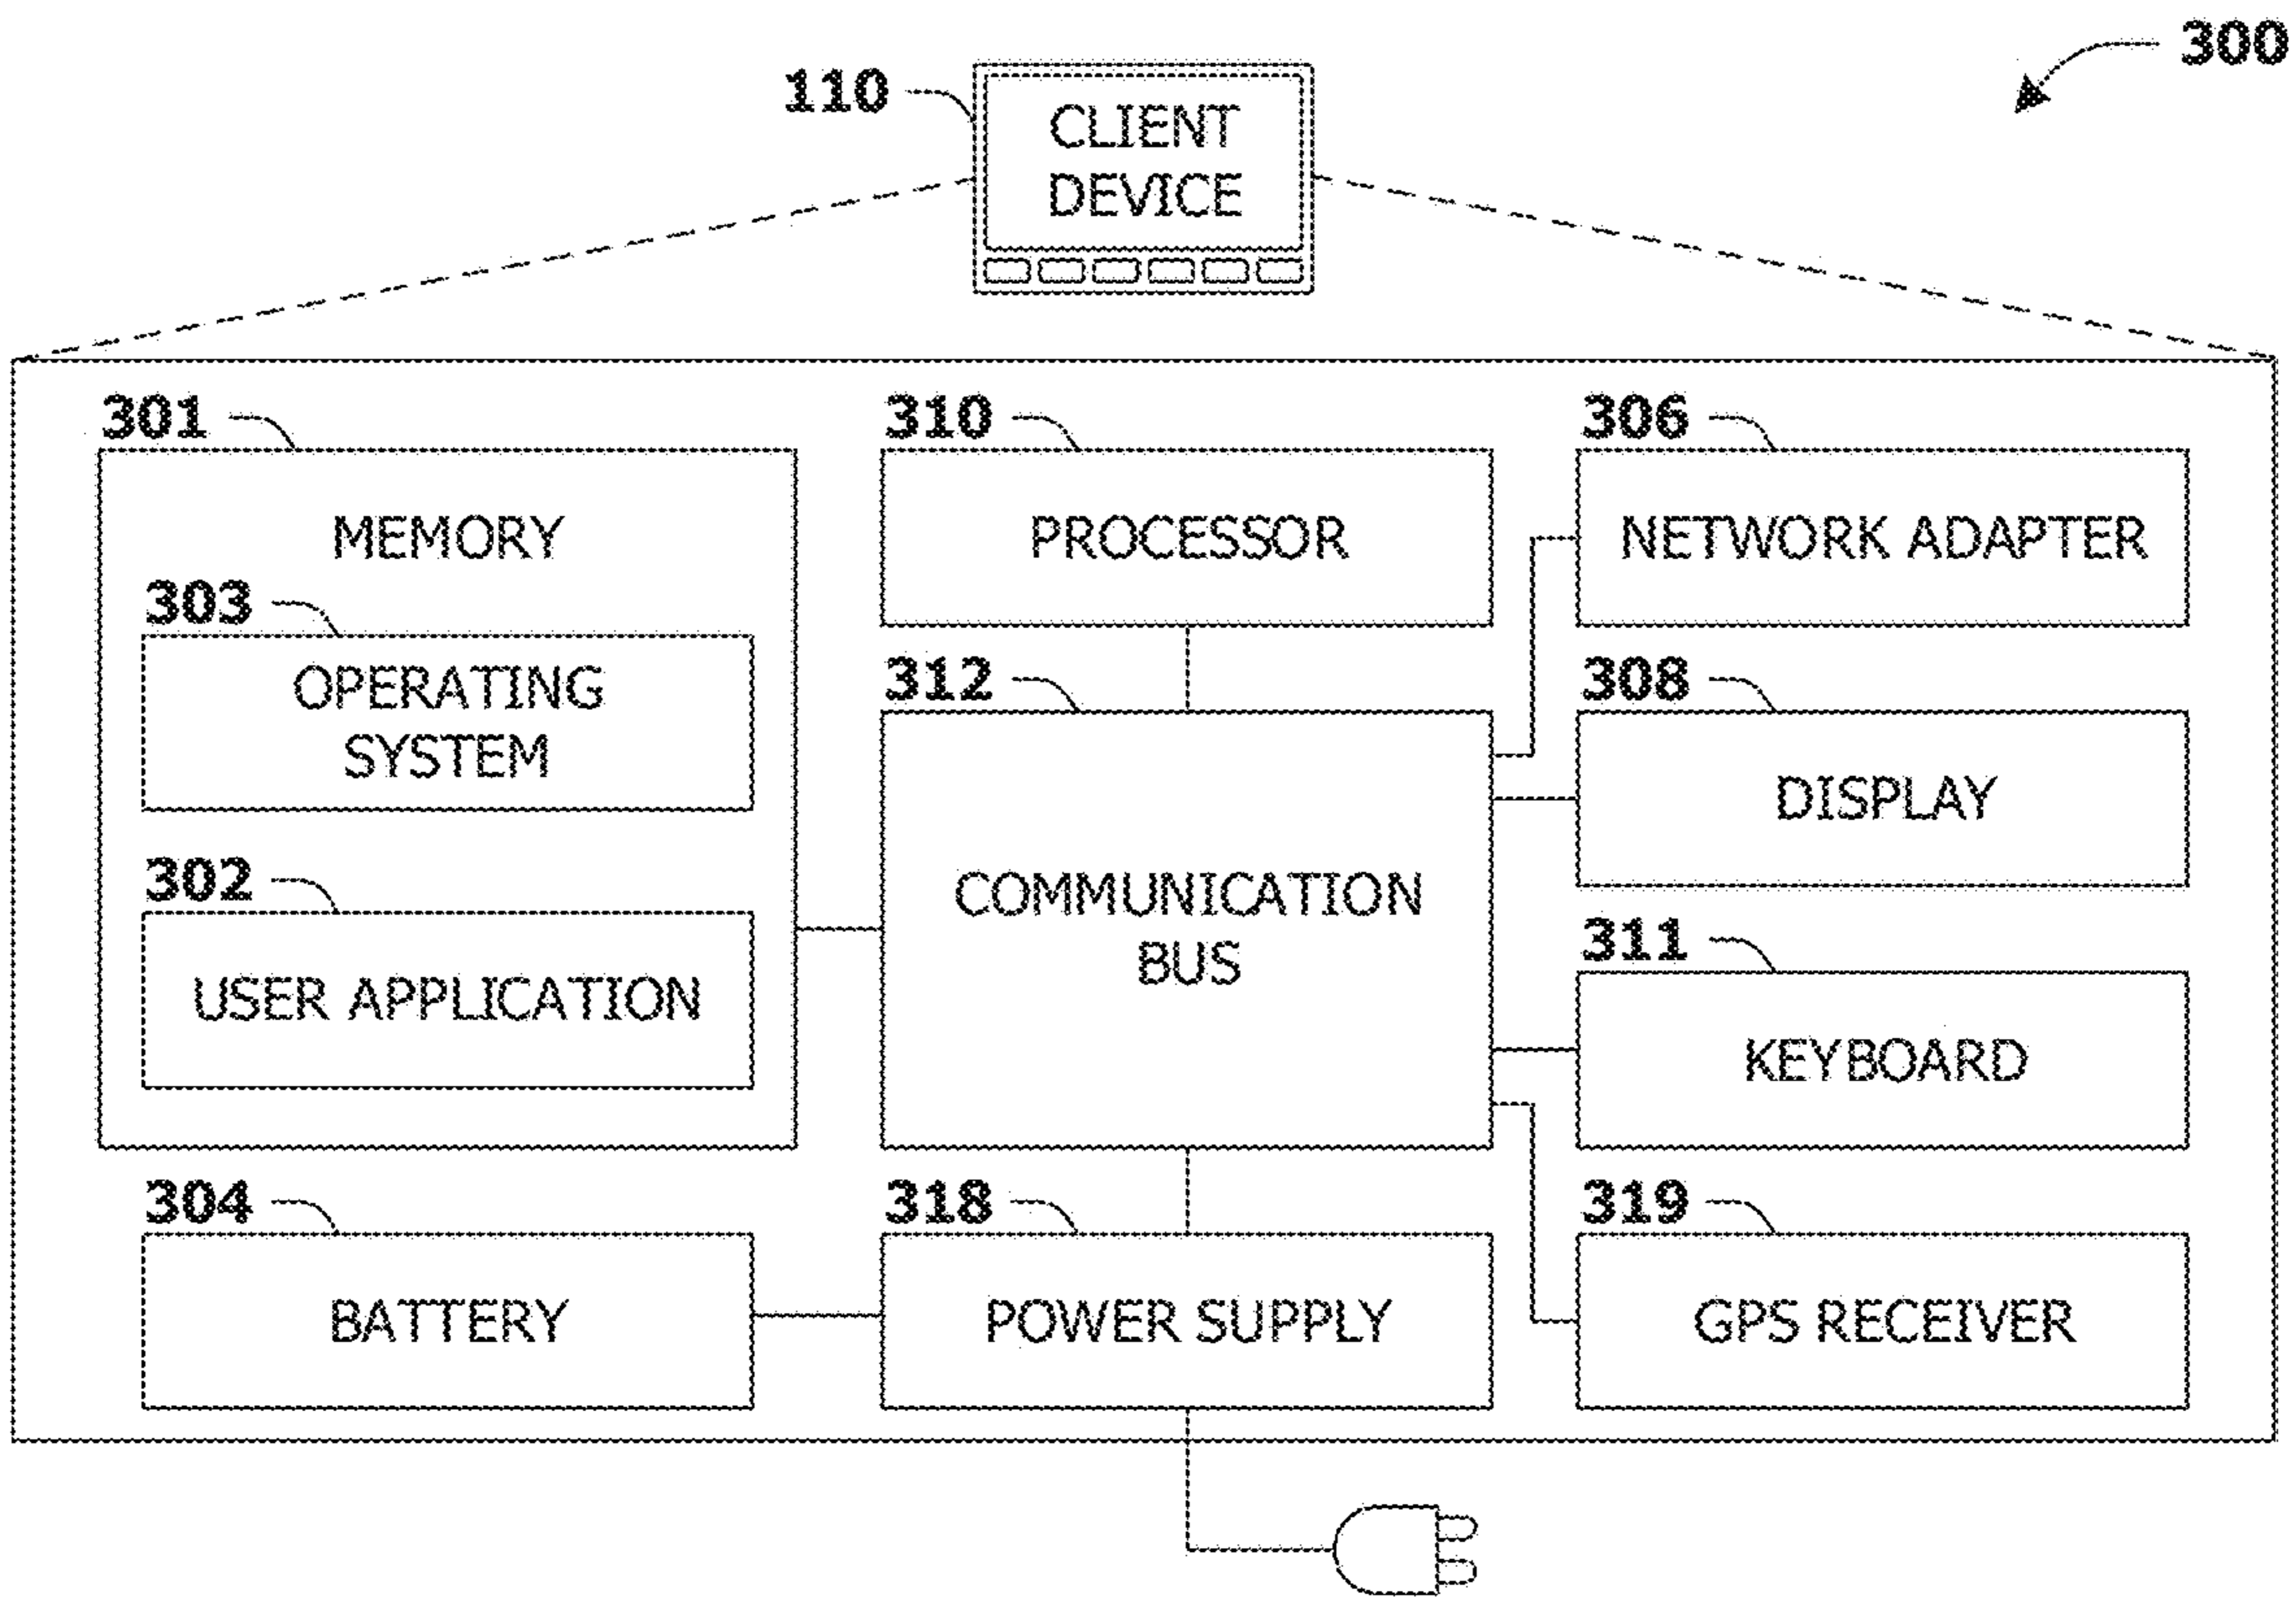 300
110
CLIENT
DEVICE
301
MEMORY
303
OPERATING
SYSTEM
302
USER APPLICATION
304
BATTERY
310
PROCESSOR
312
COMMUNICATION
BUS
318
POWER SUPPLY
306
NETWORK ADAPTER
308
DISPLAY
311
KEYBOARD
319
GPS RECEIVER